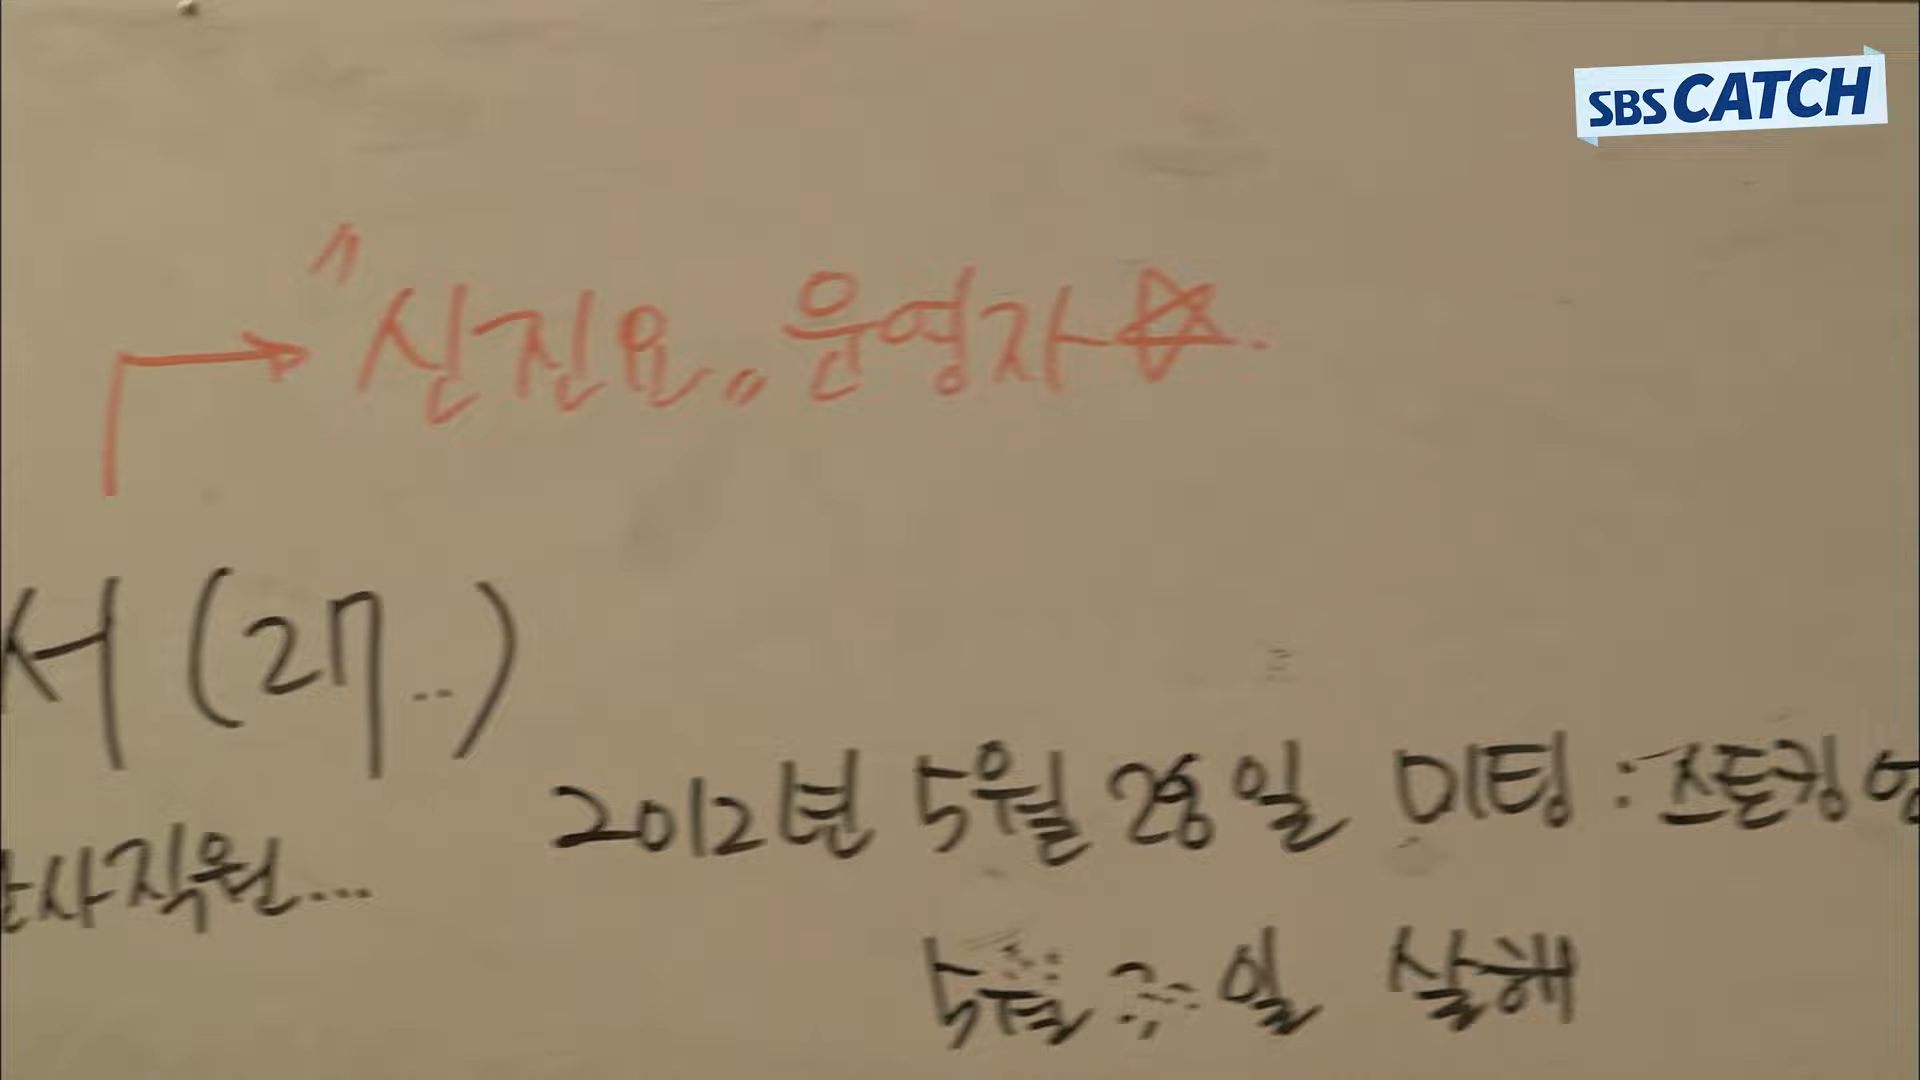 SBS CATCH
"신진요" 운영자☆.
서 (27..)
2012년 5월 28일 미팅 : 스토킹
사직원...
5월 일 살해